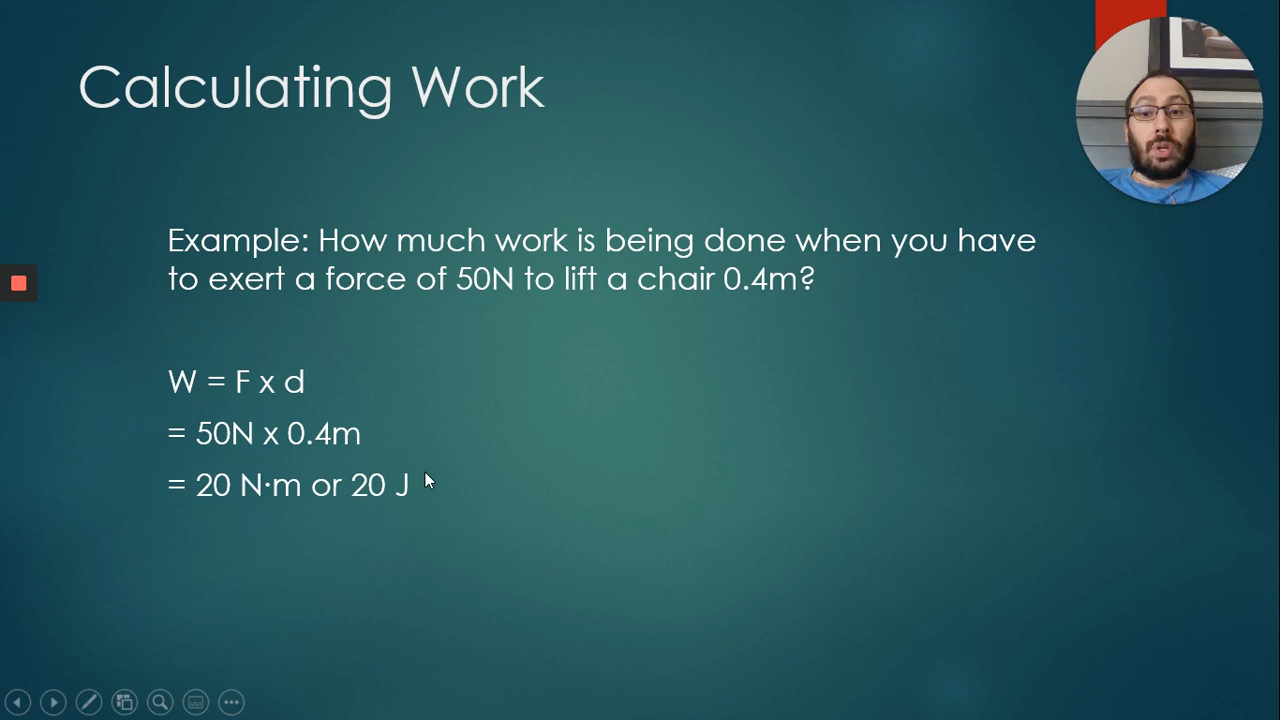 Calculating Work
Example: How much work is being done when you have
to exert a force of 50N to lift a chair 0.4m?
W = F x d
= 50N x 0.4m
= 20 N·m or 20 J